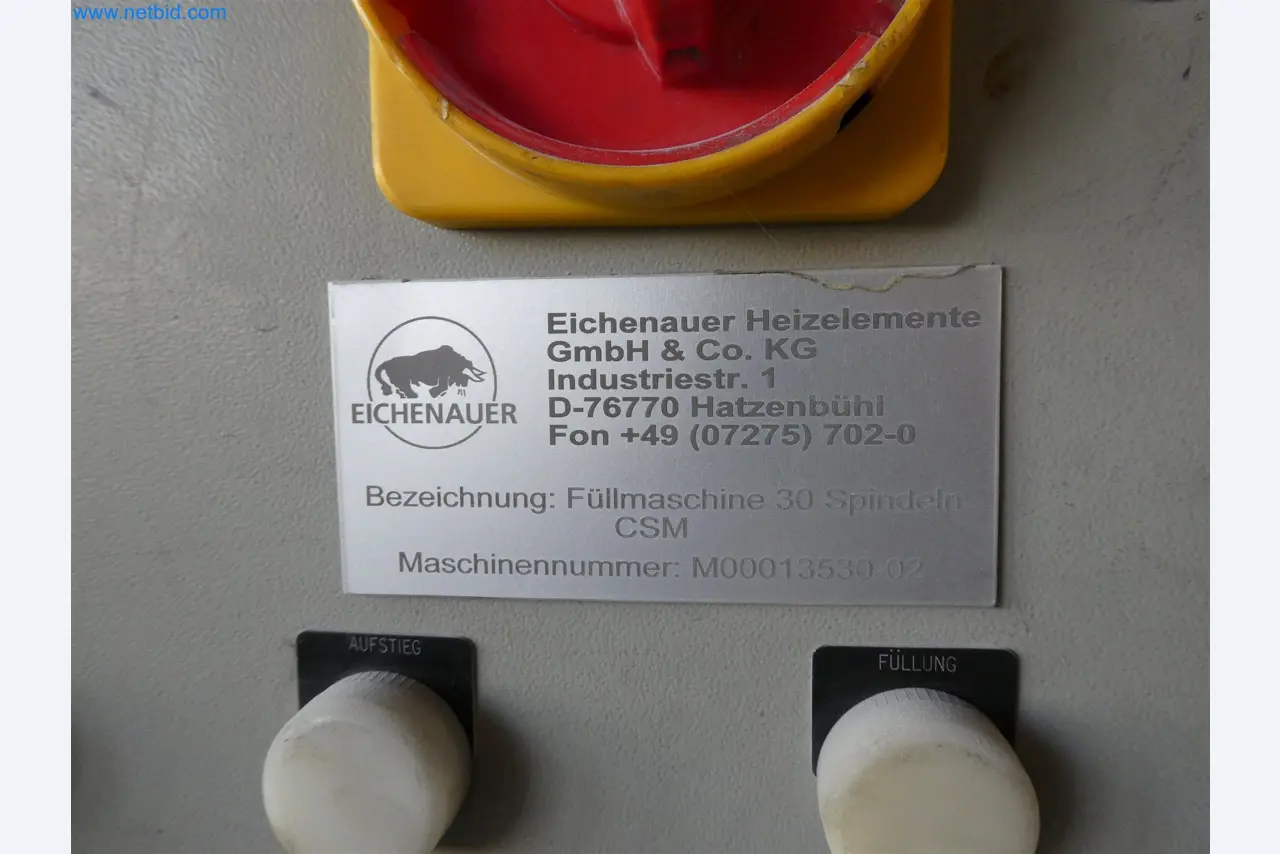 www.netbid.com
EICHENAUER
Eichenauer Heizelemente
GmbH & Co. KG
Industriestr. 1
D-76770 Hatzenbühl
Fon +49 (07275) 702-0
Bezeichnung: Füllmaschine 30 Spindeln
CSM
Maschinennummer: M00013530-02
AUFSTIEG
FÜLLUNG